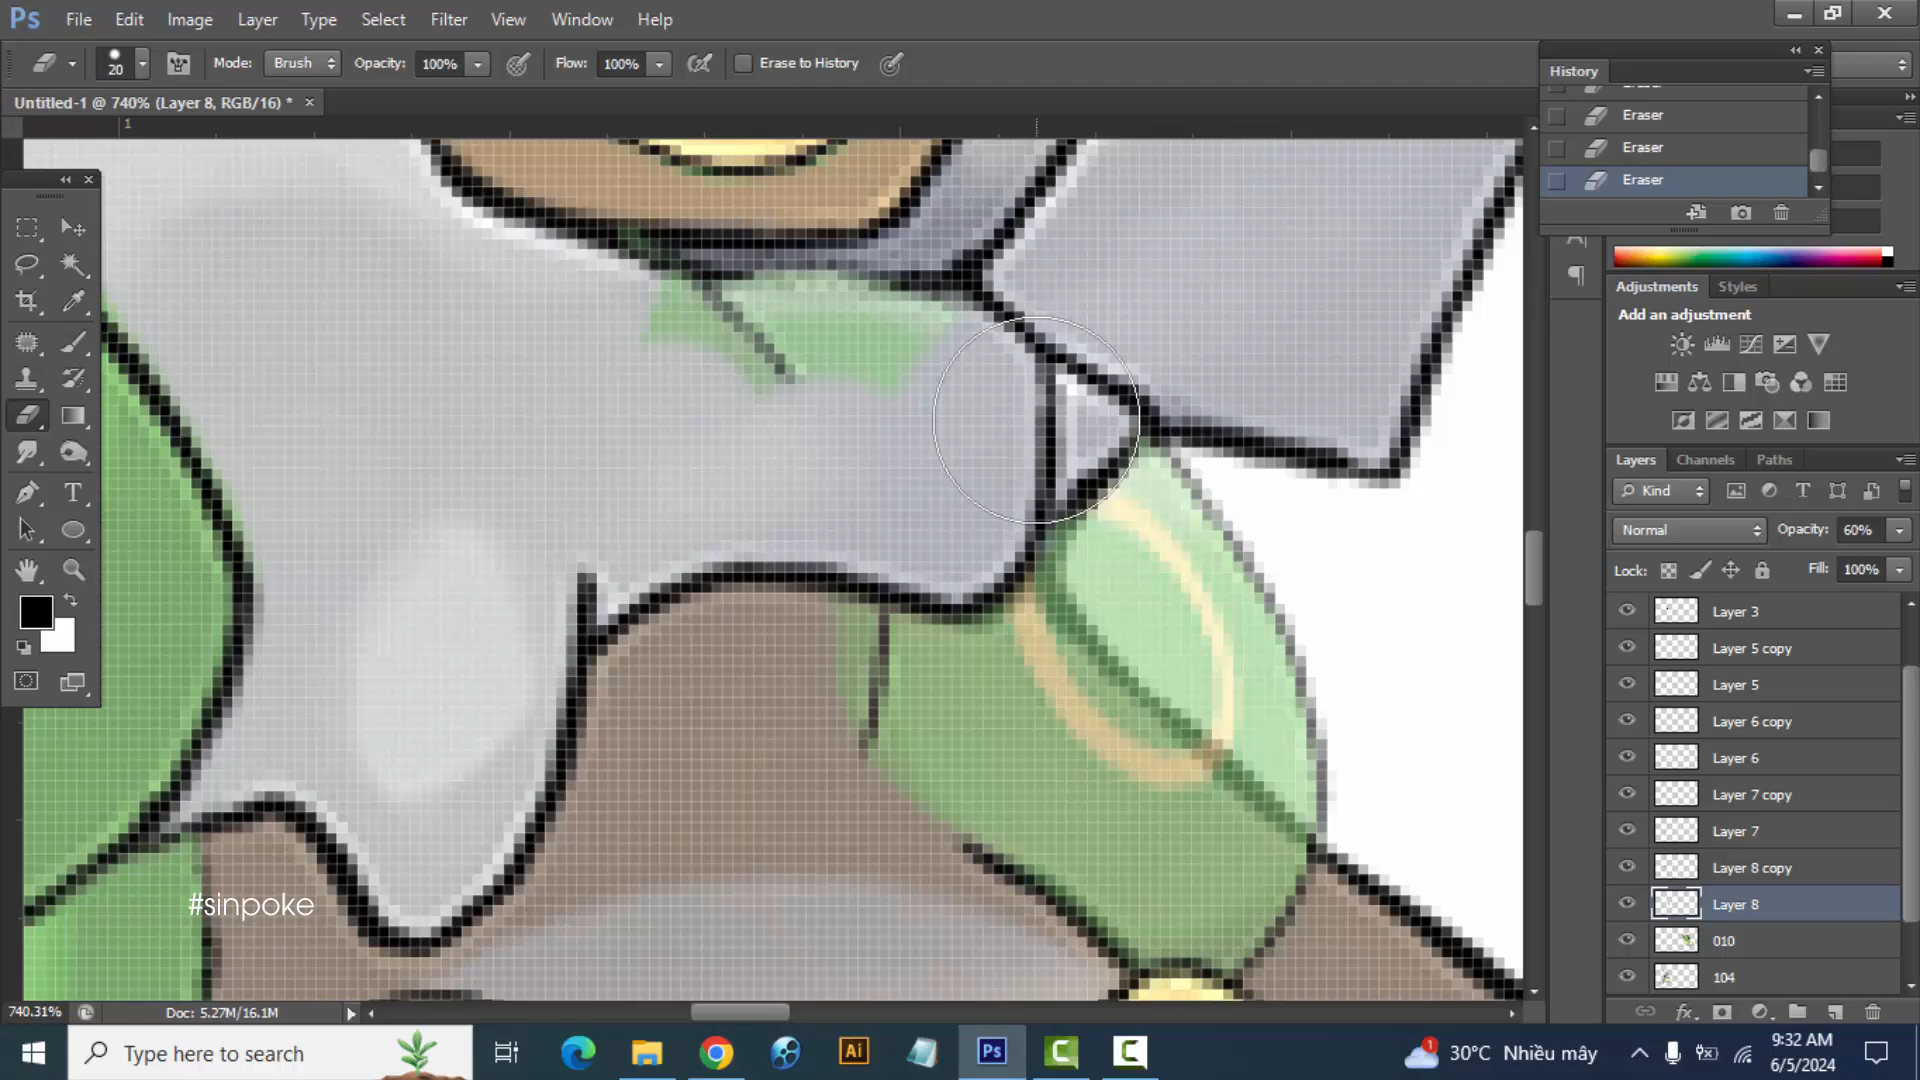 Ps File Edit Image Layer Type Select Filter View Window Help
20 Mode: Brush Opacity: 100% Flow: 100% Erase to History
Untitled-1 @ 740% (Layer 8, RGB/16) *
1
History
Eraser
Eraser
Eraser
Adjustments Styles
Add an adjustment
Layers Channels Paths
Kind
Normal Opacity: 60%
Lock: Fill: 100%
Layer 3
Layer 5 copy
Layer 5
Layer 6 copy
Layer 6
Layer 7 copy
Layer 7
Layer 8 copy
Layer 8
010
104
#sinpoke
740.31% Doc: 5.27M/16.1M
Type here to search
Ai Ps
1 30°C Nhiều mây
9:32 AM
6/5/2024